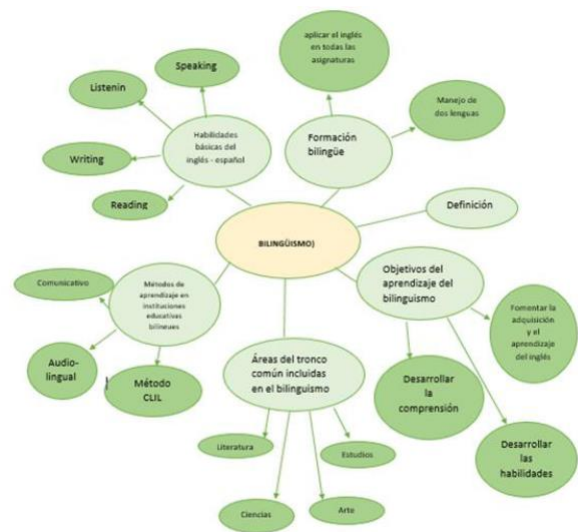 aplicar el inglés
en todas las
asignaturas
Speaking
Listenin
Manejo de
dos lenguas
Habilidades
básicas del
inglés - español
Formación
bilingüe
Writing
Reading
Definición
BILINGÜISMO)
Objetivos del
aprendizaje del
bilinguismo
Comunicativo
Métodos de
aprendizaje en
instituciones
educativas
bilineues
Fomentar la
adquisición
y el
aprendizaje
del inglés
Audio-
lingual
Método
CLIL
Áreas del tronco
común incluidas
en el bilinguismo
Desarrollar
la
comprensión
Literatura
Estudios
Desarrollar
las
habilidades
Ciencias
Arte